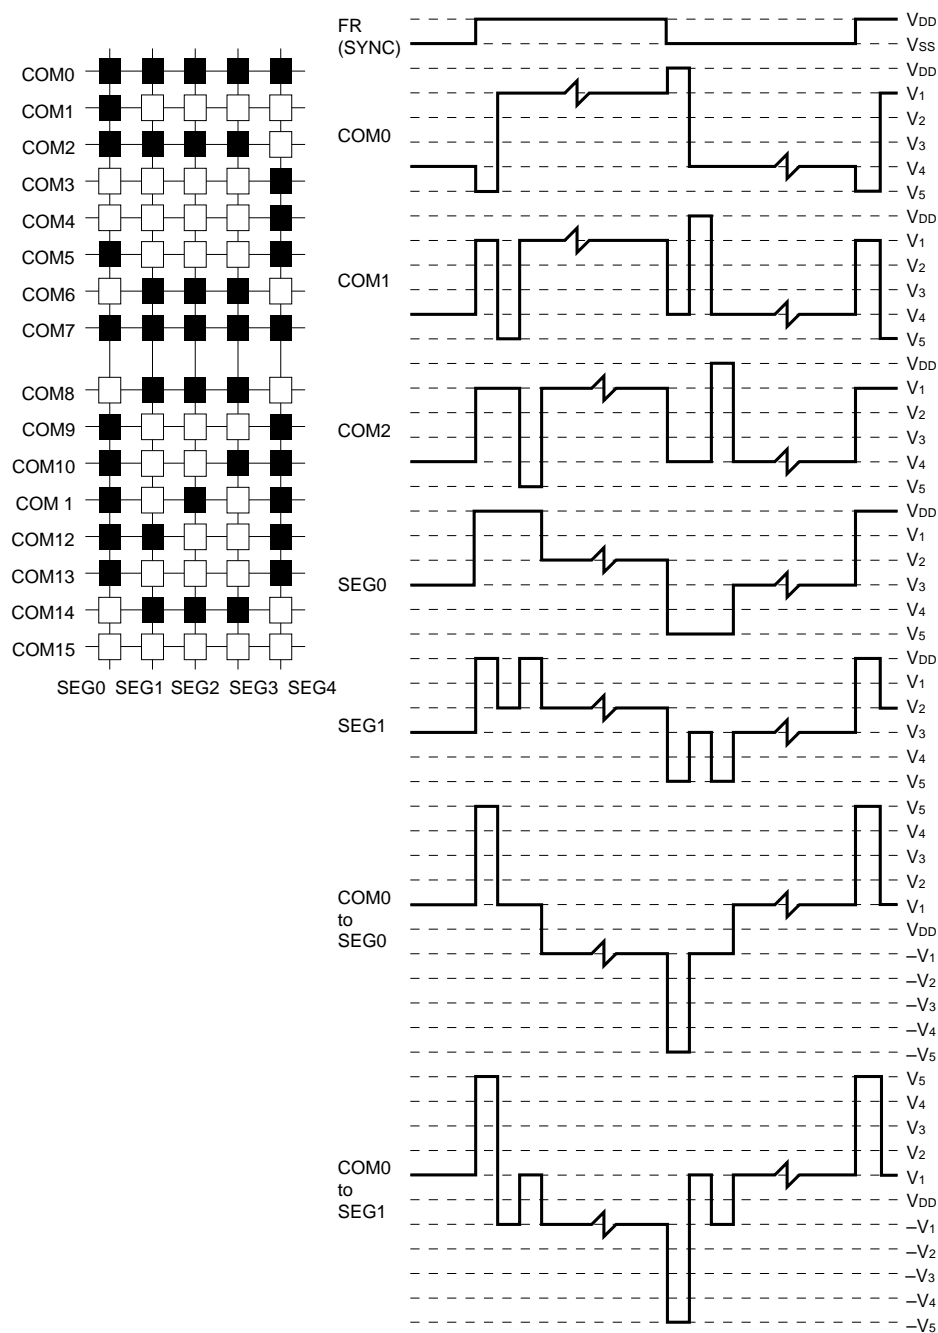 COM0
COM1
COM2
COM3
COM4
COM5
COM6
COM7
COM8
COM9
COM10
COM 1
COM12
COM13
COM14
COM15
SEG0 SEG1 SEG2 SEG3 SEG4
FR
(SYNC)
VDD
VSS
COM0
VDD
V1
V2
V3
V4
V5
COM1
VDD
V1
V2
V3
V4
V5
COM2
VDD
V1
V2
V3
V4
V5
SEG0
VDD
V1
V2
V3
V4
V5
SEG1
VDD
V1
V2
V3
V4
V5
COM0
to
SEG0
V5
V4
V3
V2
V1
VDD
–V1
–V2
–V3
–V4
–V5
COM0
to
SEG1
V5
V4
V3
V2
V1
VDD
–V1
–V2
–V3
–V4
–V5